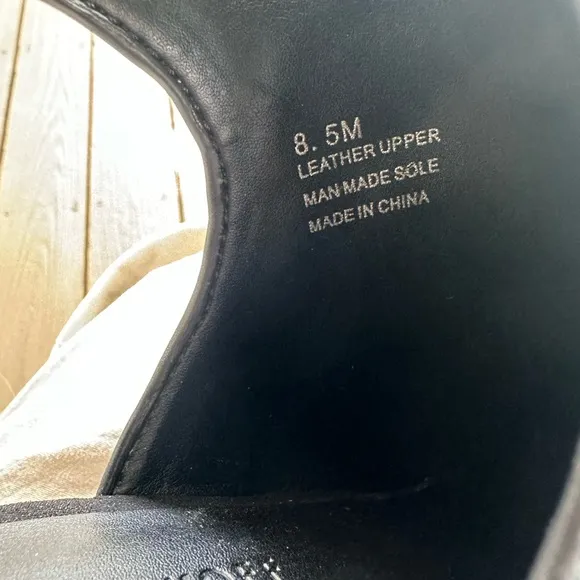 8.5M
LEATHER UPPER
MAN MADE SOLE
MADE IN CHINA